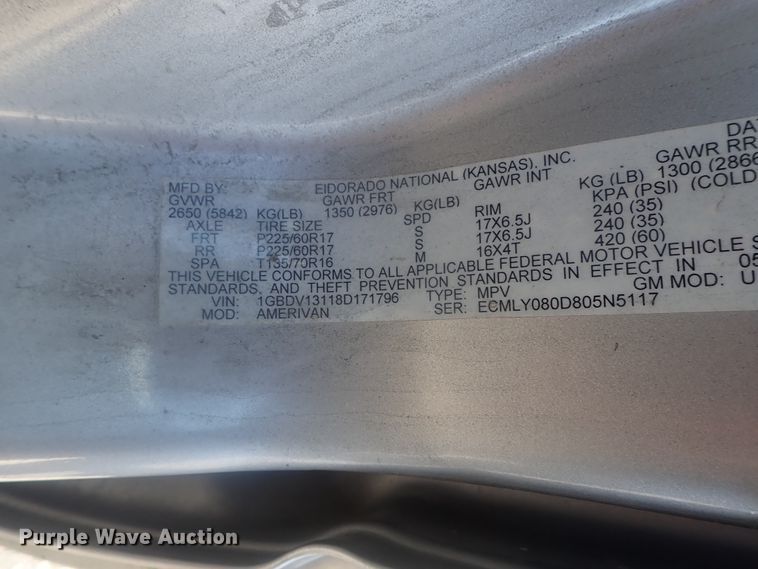 DA
MFD BY: EIDORADO NATIONAL (KANSAS), INC. GAWR RR
GVWR GAWR FRT GAWR INT
2650 (5842) KG(LB) 1350 (2976) KG(LB) KG (LB) 1300 (2866
AXLE TIRE SIZE SPD RIM KPA (PSI) (COLD
FRT P225/60R17 S 17X6.5J 240 (35)
RR P225/60R17 S 17X6.5J 240 (35)
SPA T135/70R16 M 16X4T 420 (60)
THIS VEHICLE CONFORMS TO ALL APPLICABLE FEDERAL MOTOR VEHICLE S
STANDARDS, AND THEFT PREVENTION STANDARDS IN EFFECT IN 05
VIN: 1GBDV13118D171796 TYPE: MPV GM MOD: U
MOD: AMERIVAN SER: ECMLY080D805N5117
Purple Wave Auction